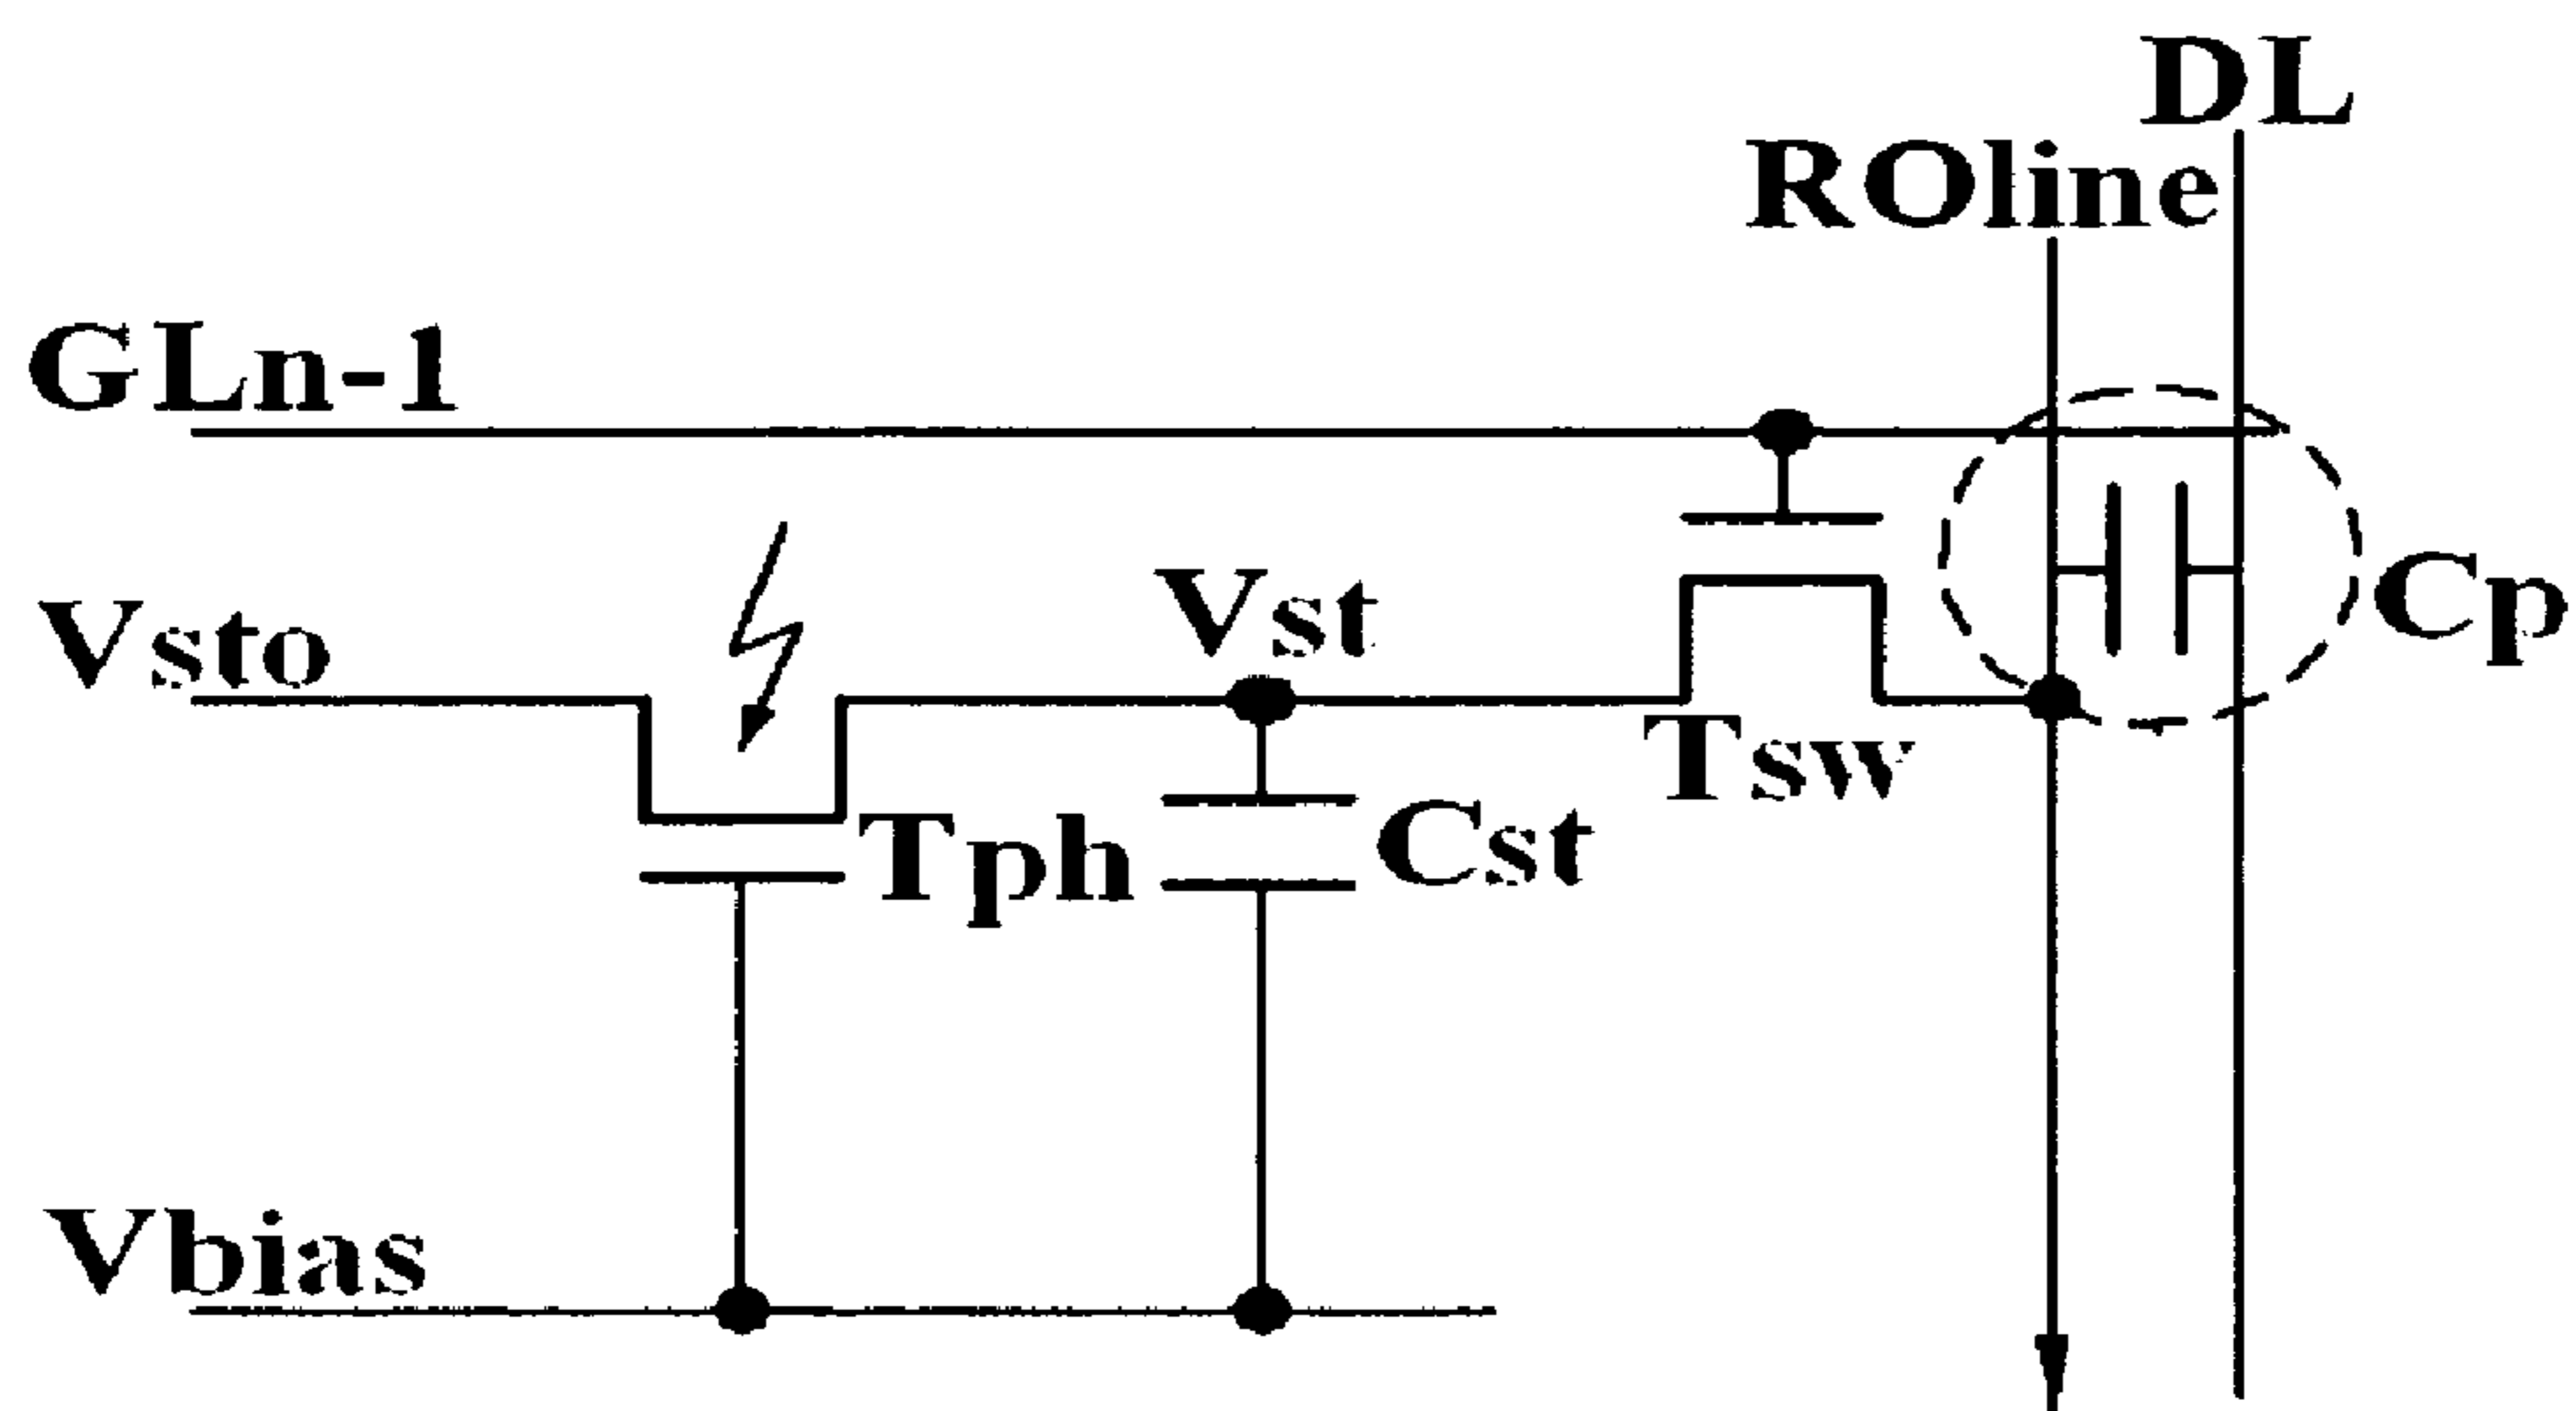 DL
ROline
GLn-1
Vsto
Vst
Cp
Tsw
Tph
Cst
Vbias